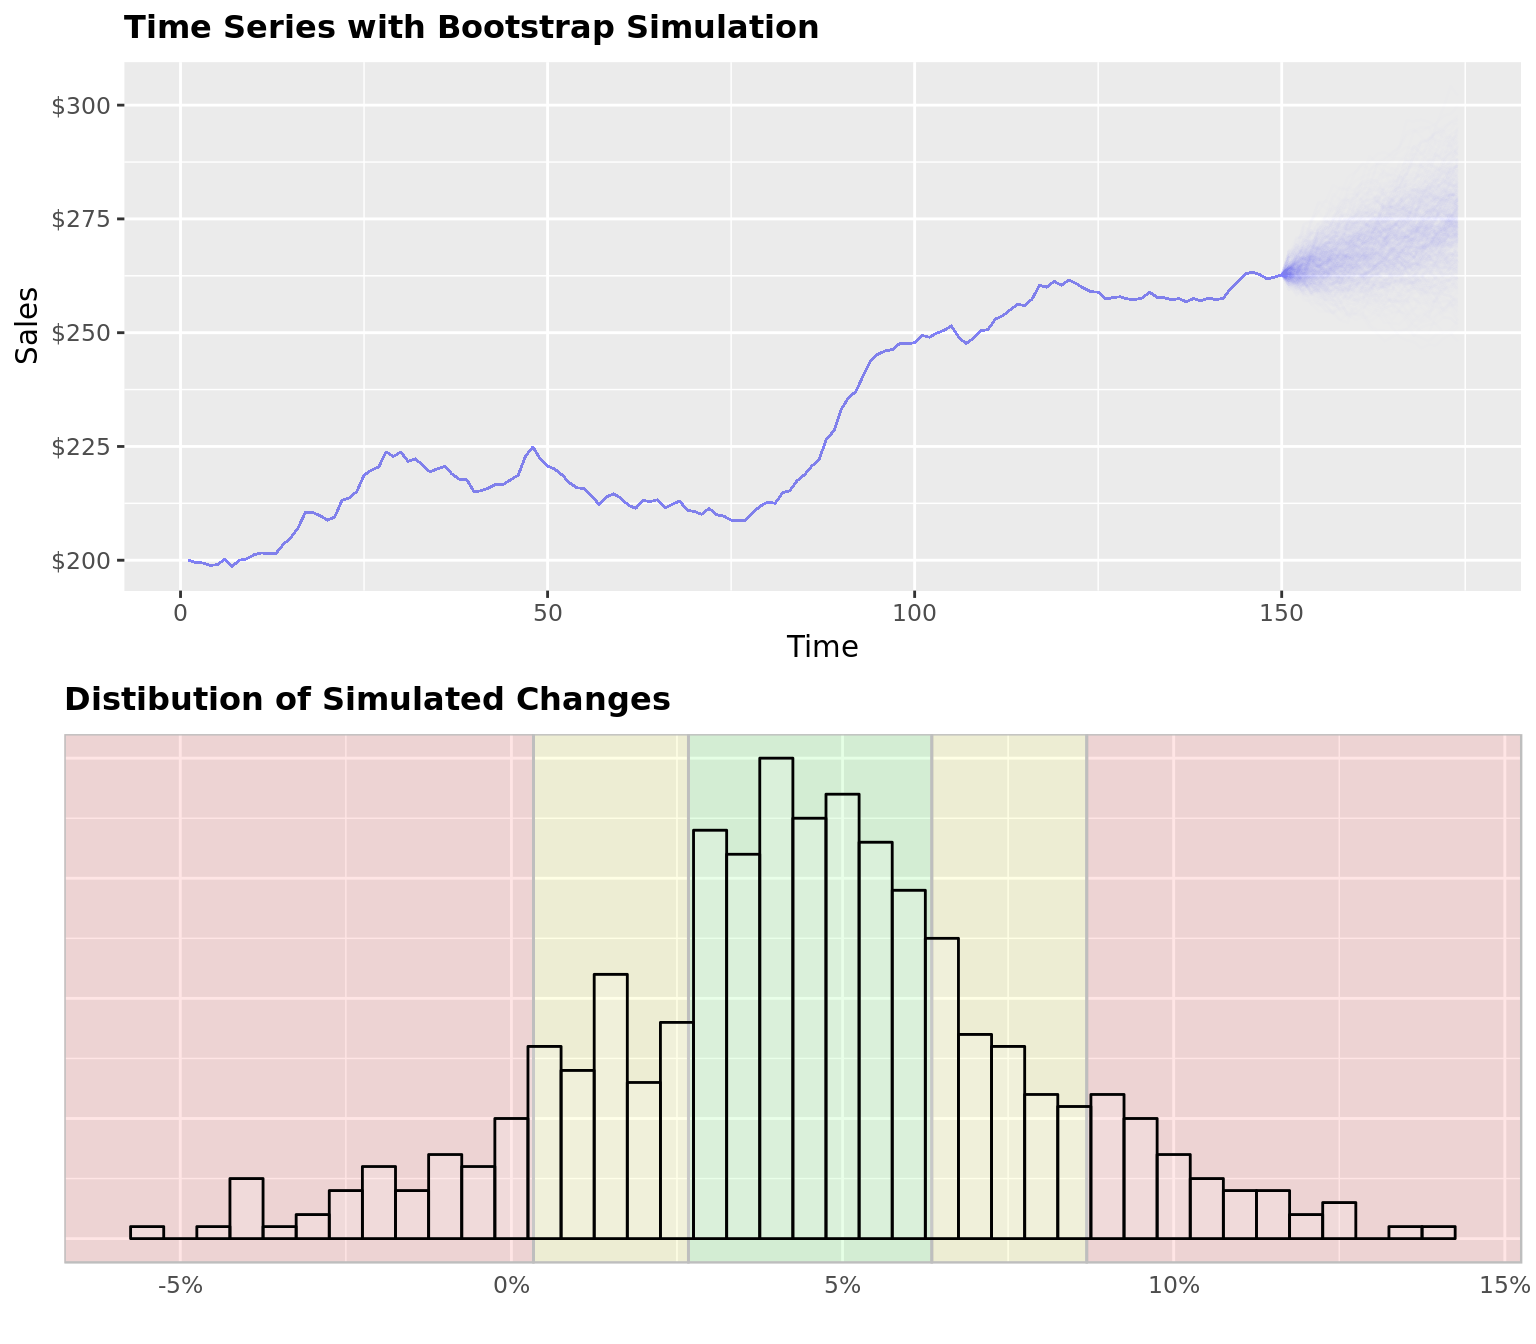 Time Series with Bootstrap Simulation
$300
$275
$250
$225
$200
Sales
0 50 100 150
Time
Distibution of Simulated Changes
-5% 0% 5% 10% 15%